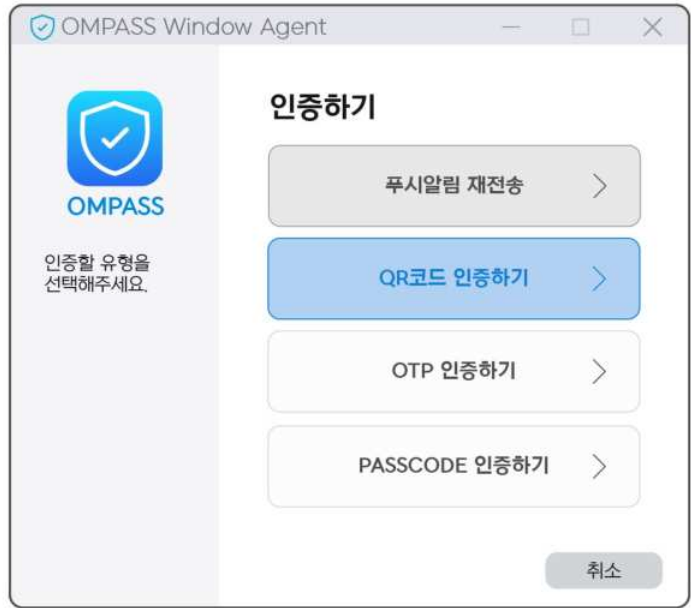 OMPASS Window Agent
OMPASS
인증할 유형을
선택해주세요.
인증하기
푸시알림 재전송
QR코드 인증하기
OTP 인증하기
PASSCODE 인증하기
취소